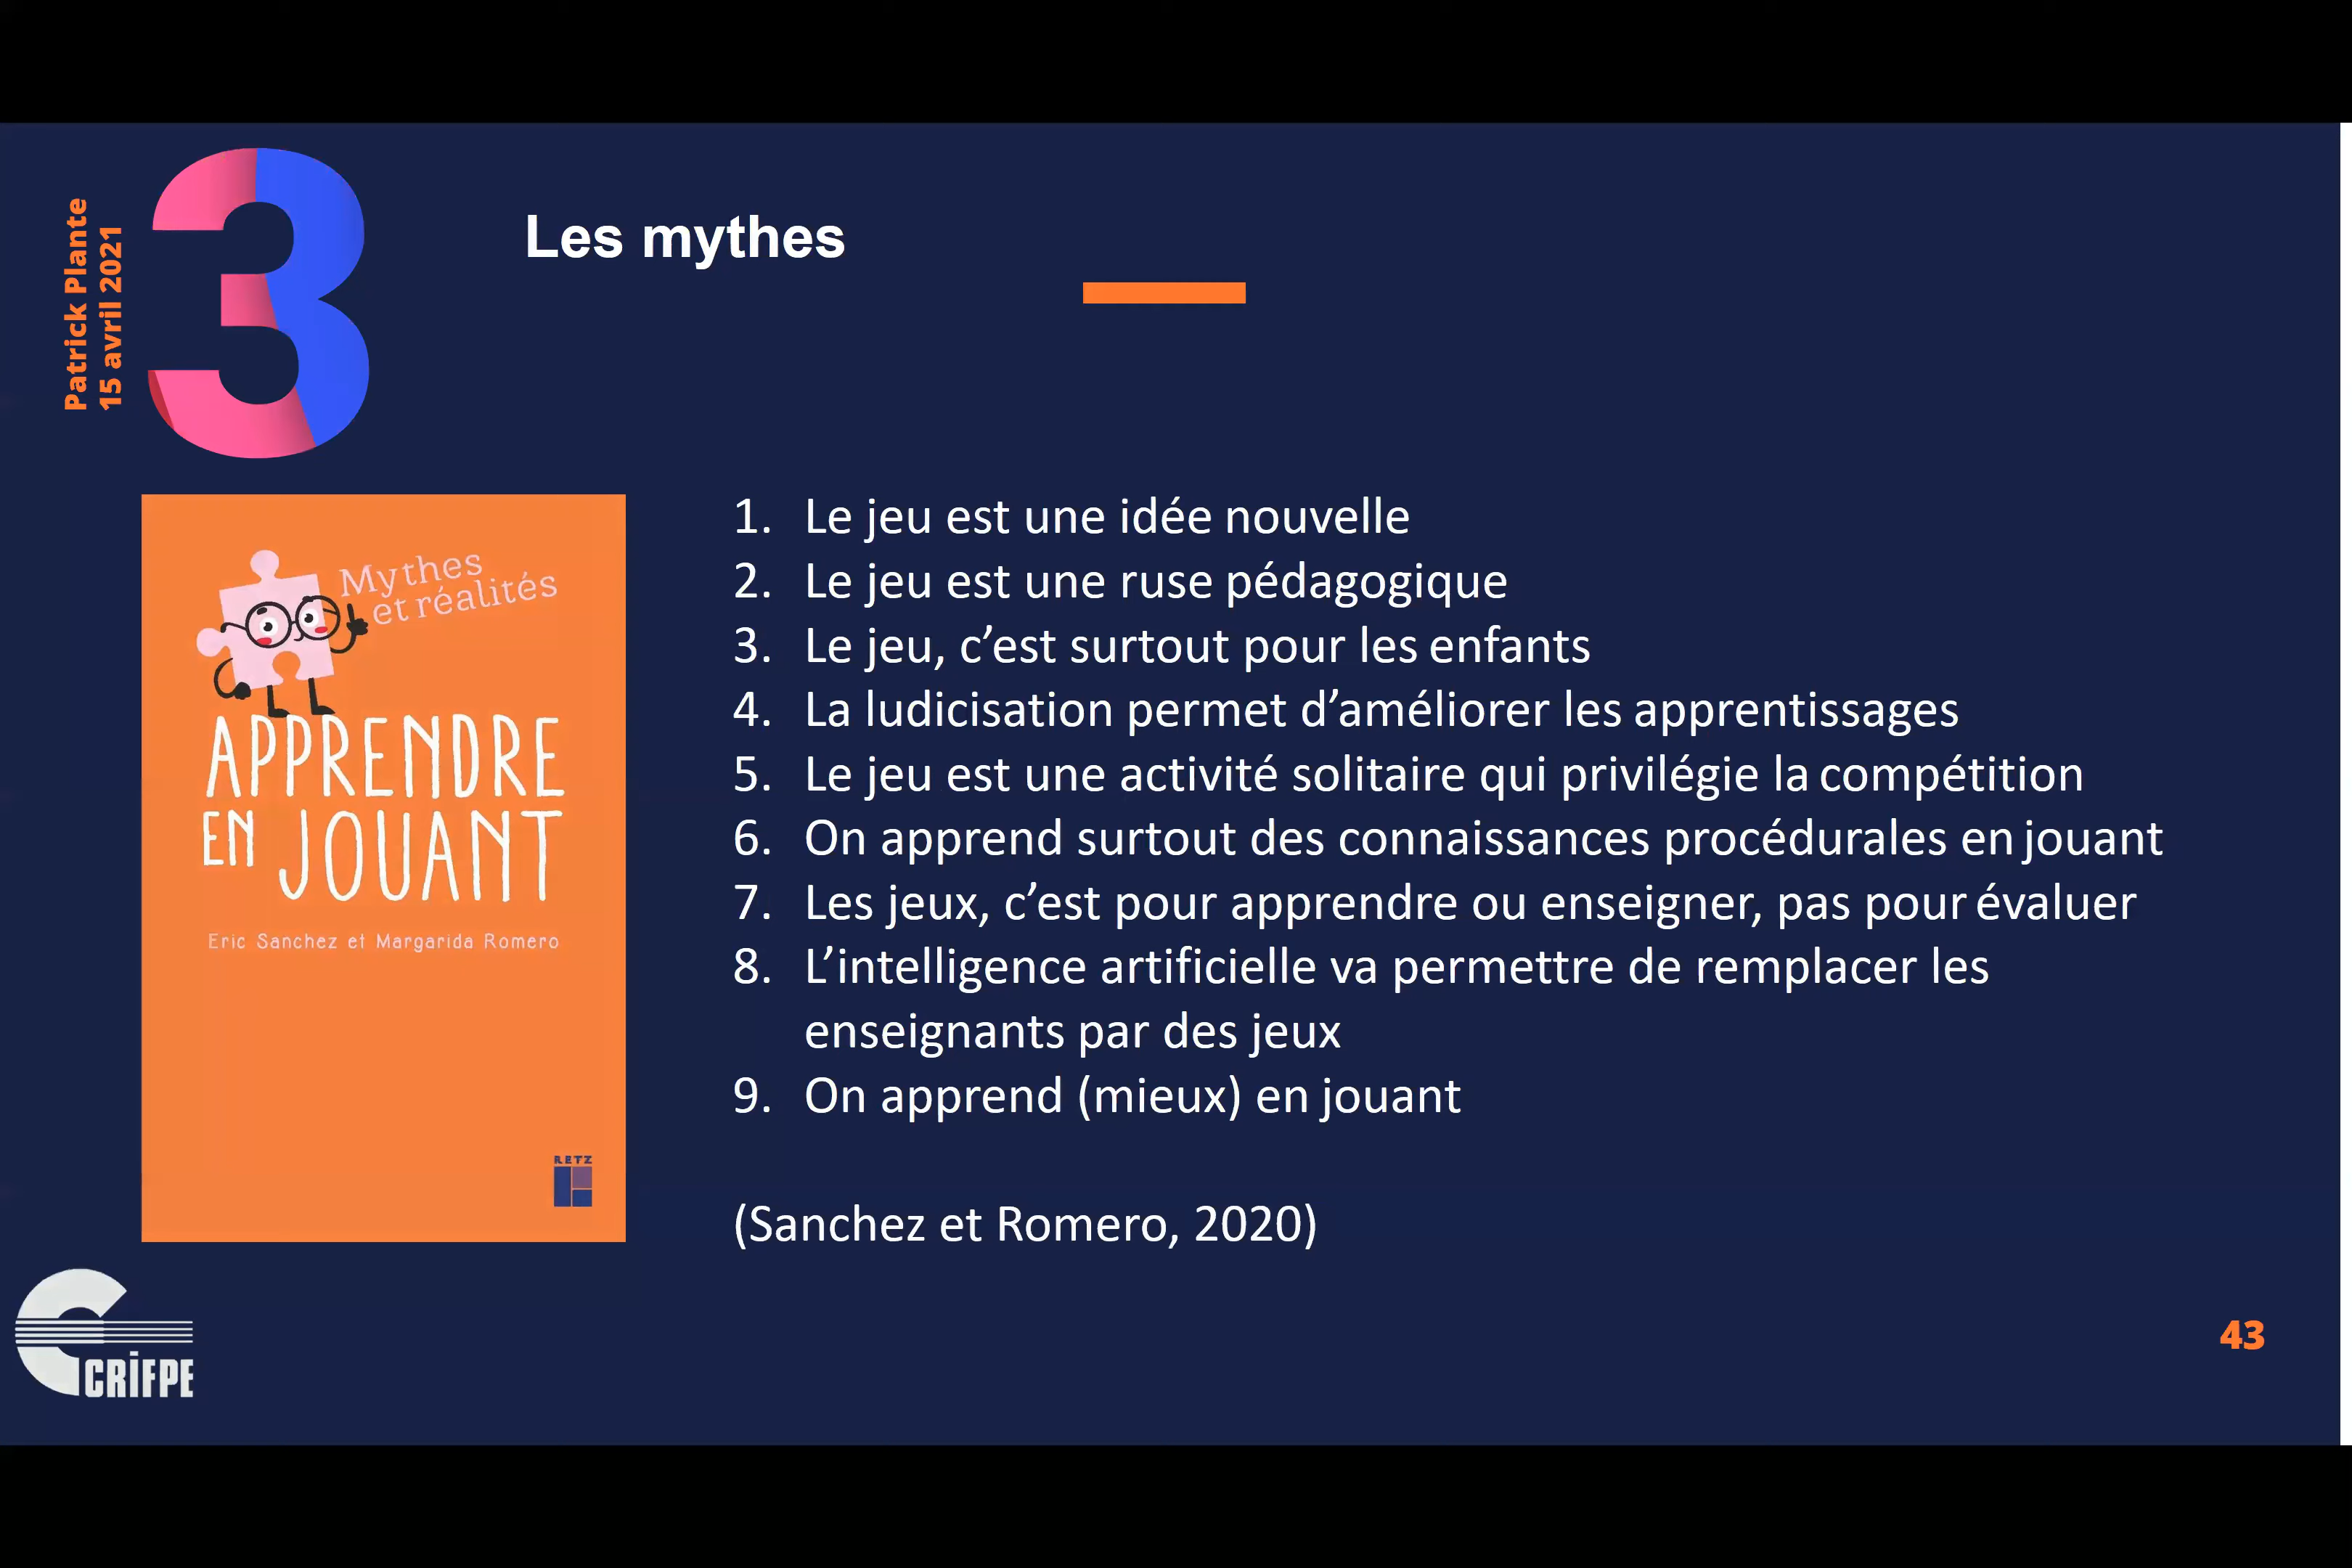 Patrick Plante
15 avril 2021
3
Les mythes
Mythes
et réalités
APPRENDRE
EN JOUANT
Eric Sanchez et Margarida Romero
RETZ
1. Le jeu est une idée nouvelle
2. Le jeu est une ruse pédagogique
3. Le jeu, c’est surtout pour les enfants
4. La ludicisation permet d’améliorer les apprentissages
5. Le jeu est une activité solitaire qui privilégie la compétition
6. On apprend surtout des connaissances procédurales en jouant
7. Les jeux, c’est pour apprendre ou enseigner, pas pour évaluer
8. L’intelligence artificielle va permettre de remplacer les
enseignants par des jeux
9. On apprend (mieux) en jouant
(Sanchez et Romero, 2020)
CRIFPE
43